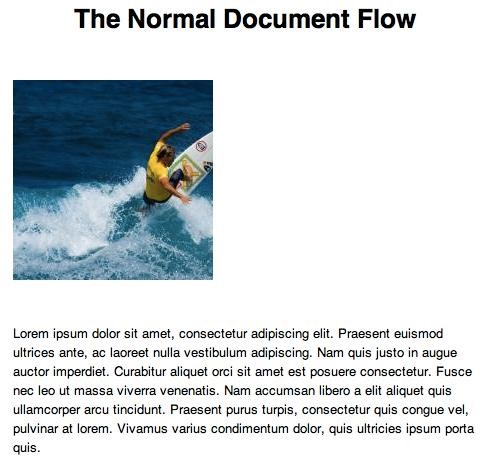 The Normal Document Flow
Lorem ipsum dolor sit amet, consectetur adipiscing elit. Praesent euismod
ultrices ante, ac laoreet nulla vestibulum adipiscing. Nam quis justo in augue
auctor imperdiet. Curabitur aliquet orci sit amet est posuere consectetur. Fusce
nec leo ut massa viverra venenatis. Nam accumsan libero a elit aliquet quis
ullamcorper arcu tincidunt. Praesent purus turpis, consectetur quis congue vel,
pulvinar at lorem. Vivamus varius condimentum dolor, quis ultricies ipsum porta
quis.